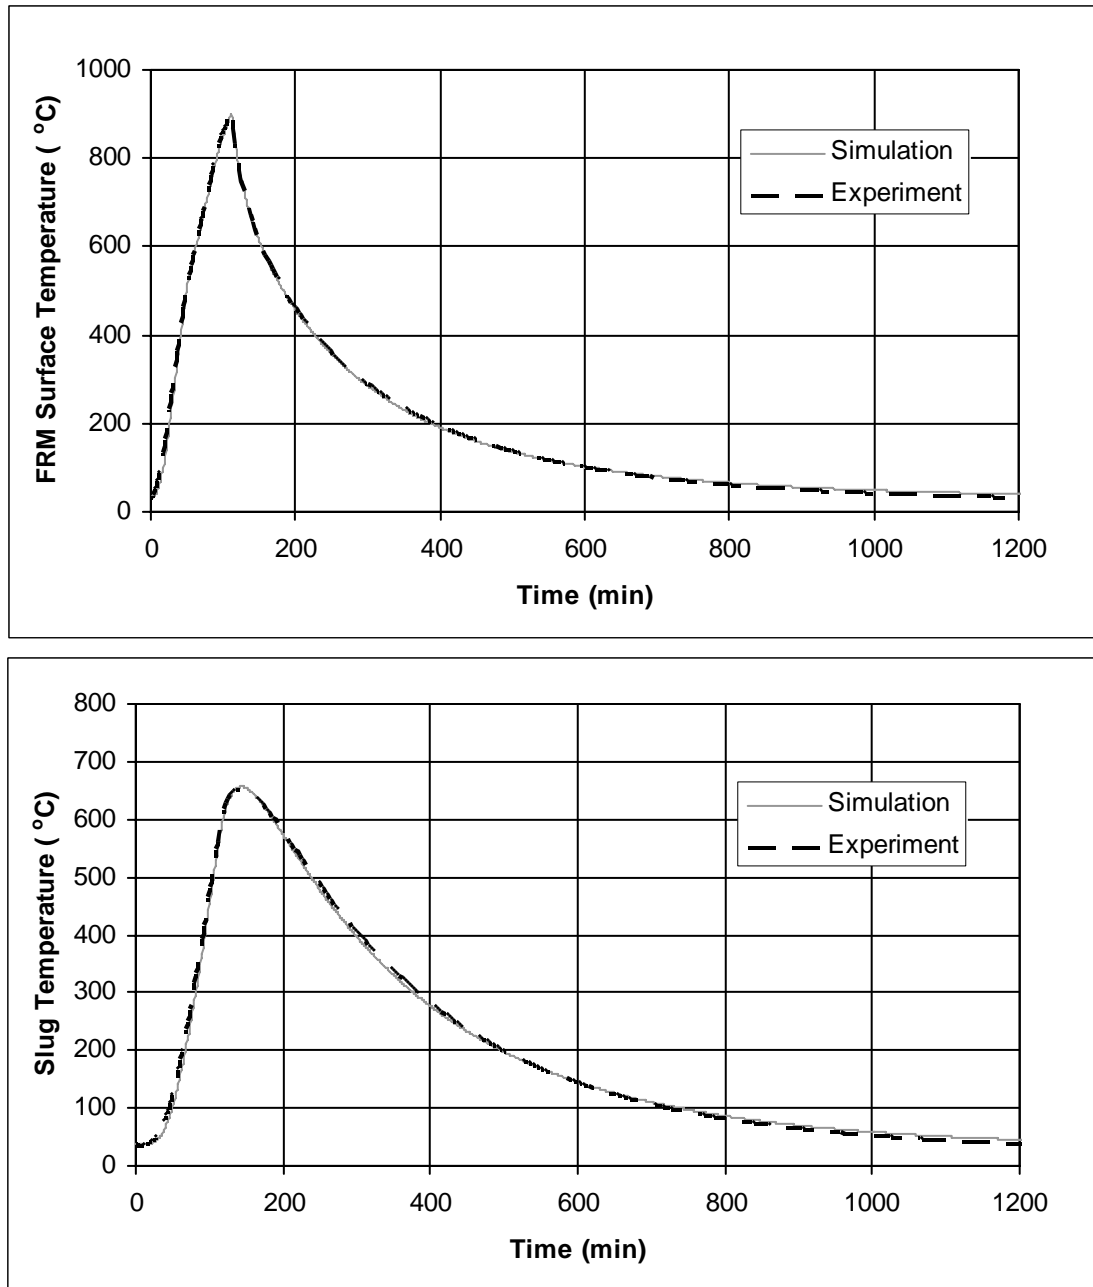 1000
800
600
400
200
0
FRM Surface Temperature ( °C)
Simulation
Experiment
0 200 400 600 800 1000 1200
Time (min)
800
700
600
500
400
300
200
100
0
Slug Temperature ( °C)
Simulation
Experiment
0 200 400 600 800 1000 1200
Time (min)